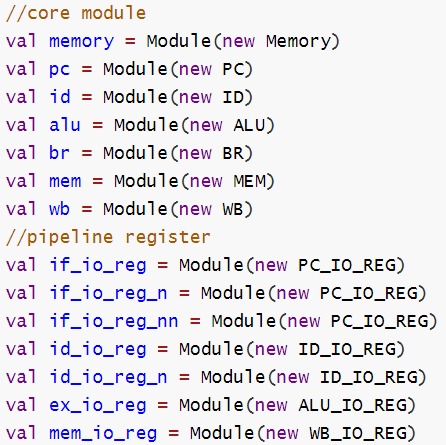 //core module
val memory = Module(new Memory)
val pc = Module(new PC)
val id = Module(new ID)
val alu = Module(new ALU)
val br = Module(new BR)
val mem = Module(new MEM)
val wb = Module(new WB)
//pipeline register
val if_io_reg = Module(new PC_IO_REG)
val if_io_reg_n = Module(new PC_IO_REG)
val if_io_reg_nn = Module(new PC_IO_REG)
val id_io_reg = Module(new ID_IO_REG)
val id_io_reg_n = Module(new ID_IO_REG)
val ex_io_reg = Module(new ALU_IO_REG)
val mem_io_reg = Module(new WB_IO_REG)